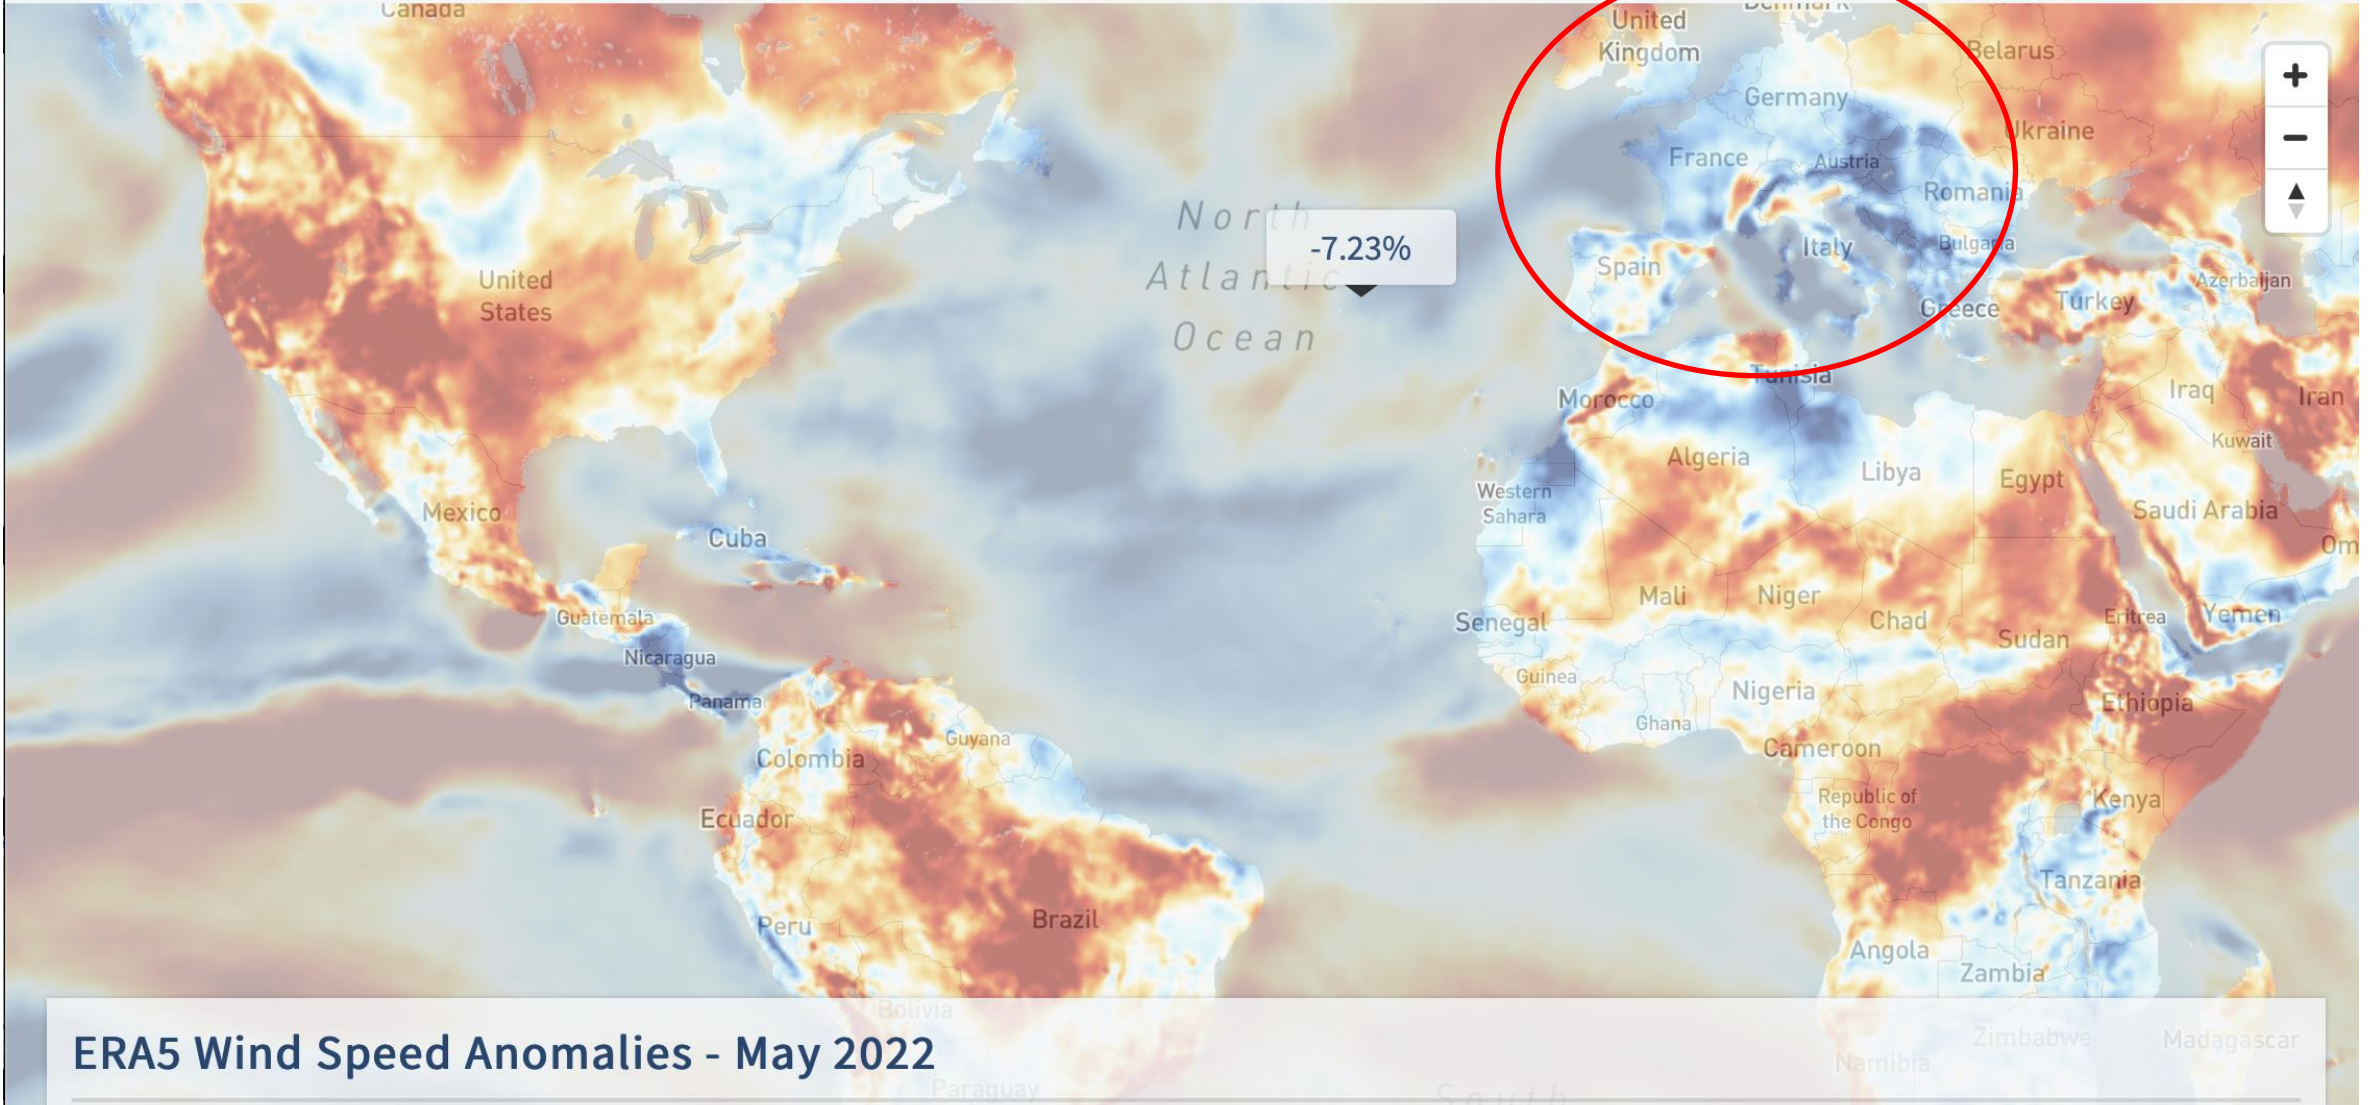 Canada
United
Kingdom
Denmark
Belarus
Germany
Ukraine
France
Austria
Romania
North
Atlantic
Ocean
-7.23%
Italy
Bulgaria
Spain
Azerbaijan
United
States
Greece
Turkey
Tunisia
Morocco
Iraq
Iran
Kuwait
Algeria
Libya
Egypt
Western
Sahara
Saudi Arabia
Om
Mexico
Cuba
Mali
Niger
Chad
Sudan
Eritrea
Yemen
Guatemala
Senegal
Nicaragua
Panama
Guinea
Nigeria
Ghana
Ethiopia
Guyana
Colombia
Cameroon
Ecuador
Republic of
the Congo
Kenya
Tanzania
Peru
Brazil
Angola
Zambia
Bolivia
ERA5 Wind Speed Anomalies - May 2022
Zimbabwe
Madagascar
Namibia
Paraguay
South